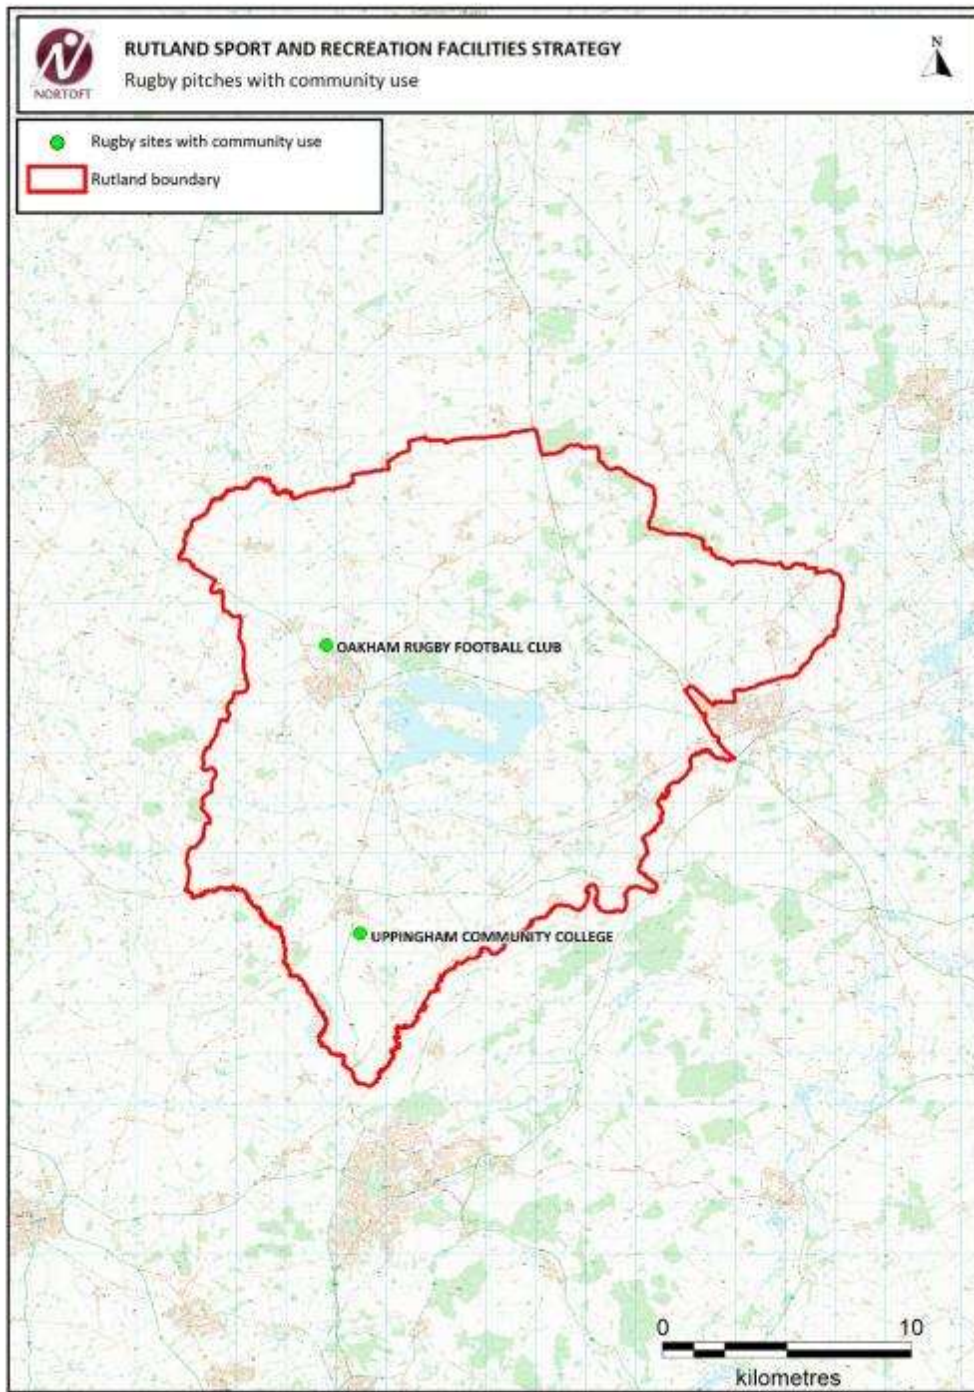 NORTOFT
RUTLAND SPORT AND RECREATION FACILITIES STRATEGY
Rugby pitches with community use
N
Rugby sites with community use
Rutland boundary
OAKHAM RUGBY FOOTBALL CLUB
UPPINGHAM COMMUNITY COLLEGE
0 10
kilometres